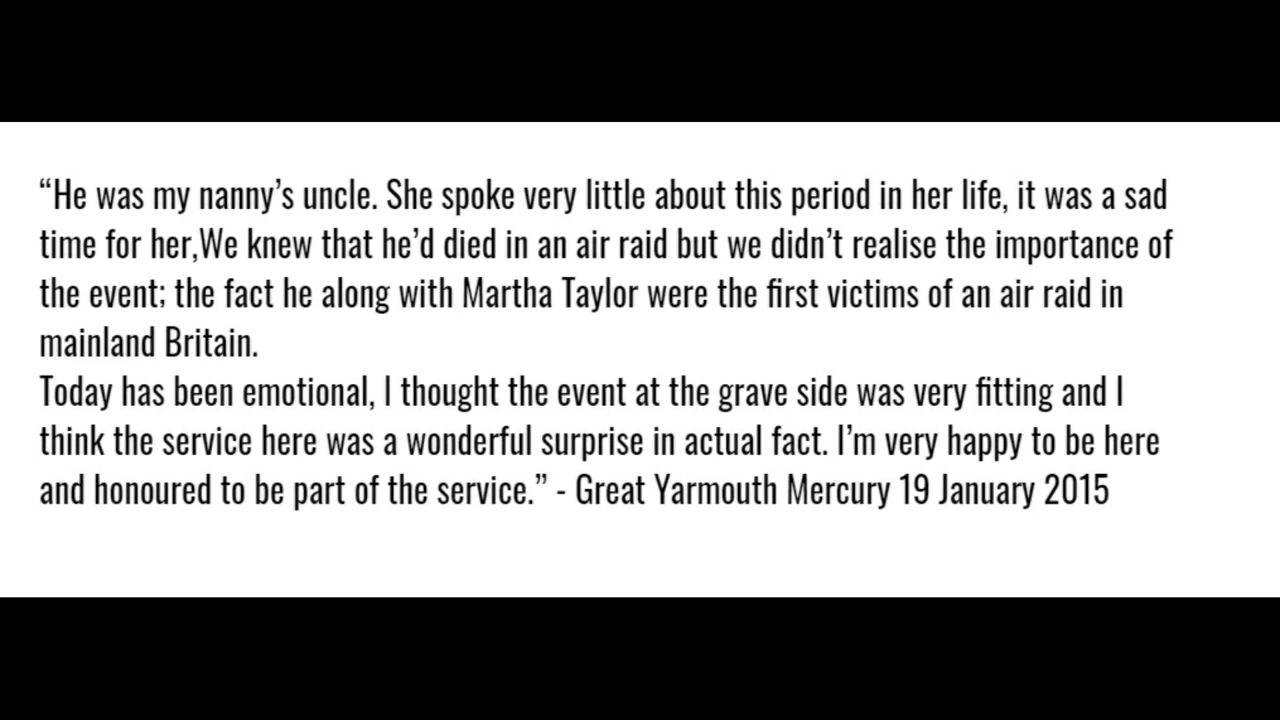 “He was my nanny’s uncle. She spoke very little about this period in her life, it was a sad
time for her,We knew that he’d died in an air raid but we didn’t realise the importance of
the event; the fact he along with Martha Taylor were the first victims of an air raid in
mainland Britain.
Today has been emotional, I thought the event at the grave side was very fitting and I
think the service here was a wonderful surprise in actual fact. I’m very happy to be here
and honoured to be part of the service.” - Great Yarmouth Mercury 19 January 2015